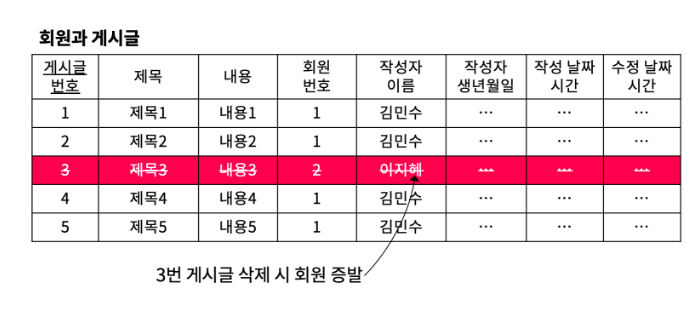 회원과 게시글
게시글 번호 제목 내용 회원 번호 작성자 이름 작성자 생년월일 작성 날짜 시간 수정 날짜 시간
1 제목1 내용1 1 김민수 ... ... ...
2 제목2 내용2 1 김민수 ... ... ...
3 제목3 내용3 2 이지혜 ... ... ...
4 제목4 내용4 1 김민수 ... ... ...
5 제목5 내용5 1 김민수 ... ... ...
3번 게시글 삭제 시 회원 증발